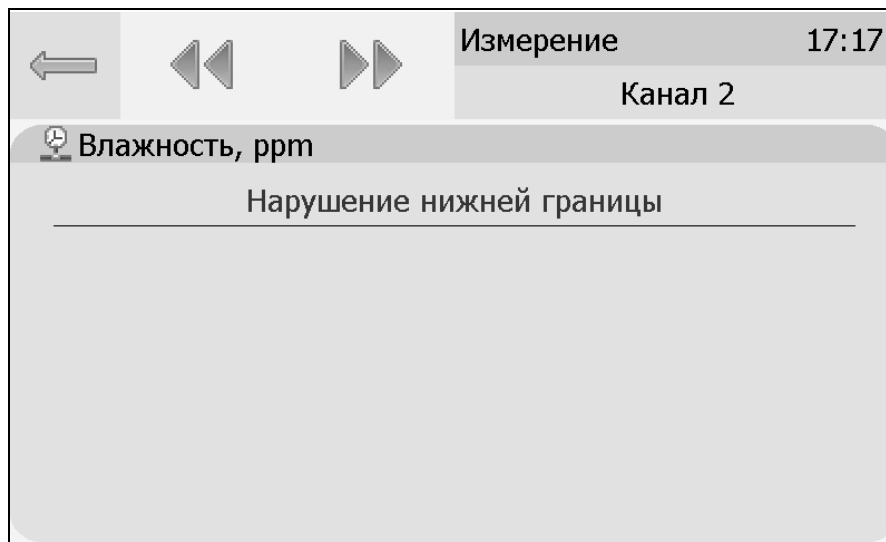 Измерение 17:17
Канал 2
Влажность, ppm
Нарушение нижней границы